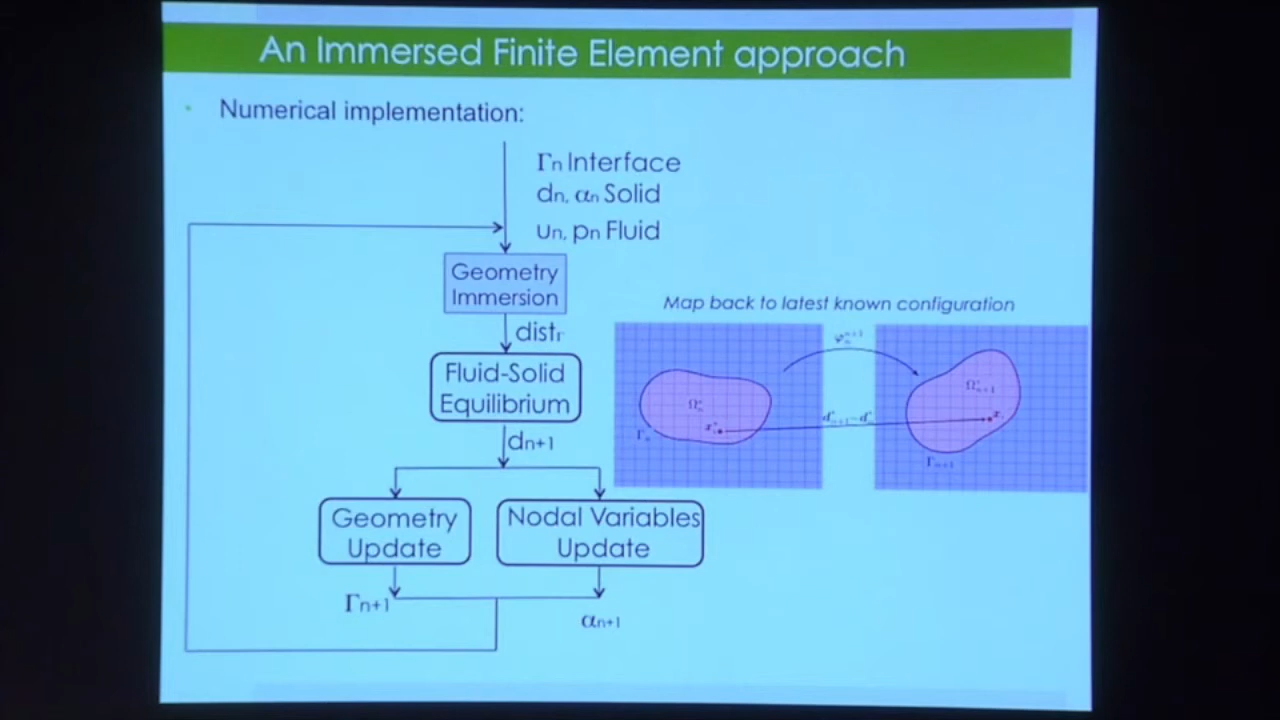 An Immersed Finite Element approach
Numerical implementation:
Γn Interface
dn, αn Solid
un, pn Fluid
Geometry
Immersion
distΓ
Fluid-Solid
Equilibrium
dn+1
Geometry
Update
Nodal Variables
Update
Γn+1
αn+1
Map back to latest known configuration
Γn+1